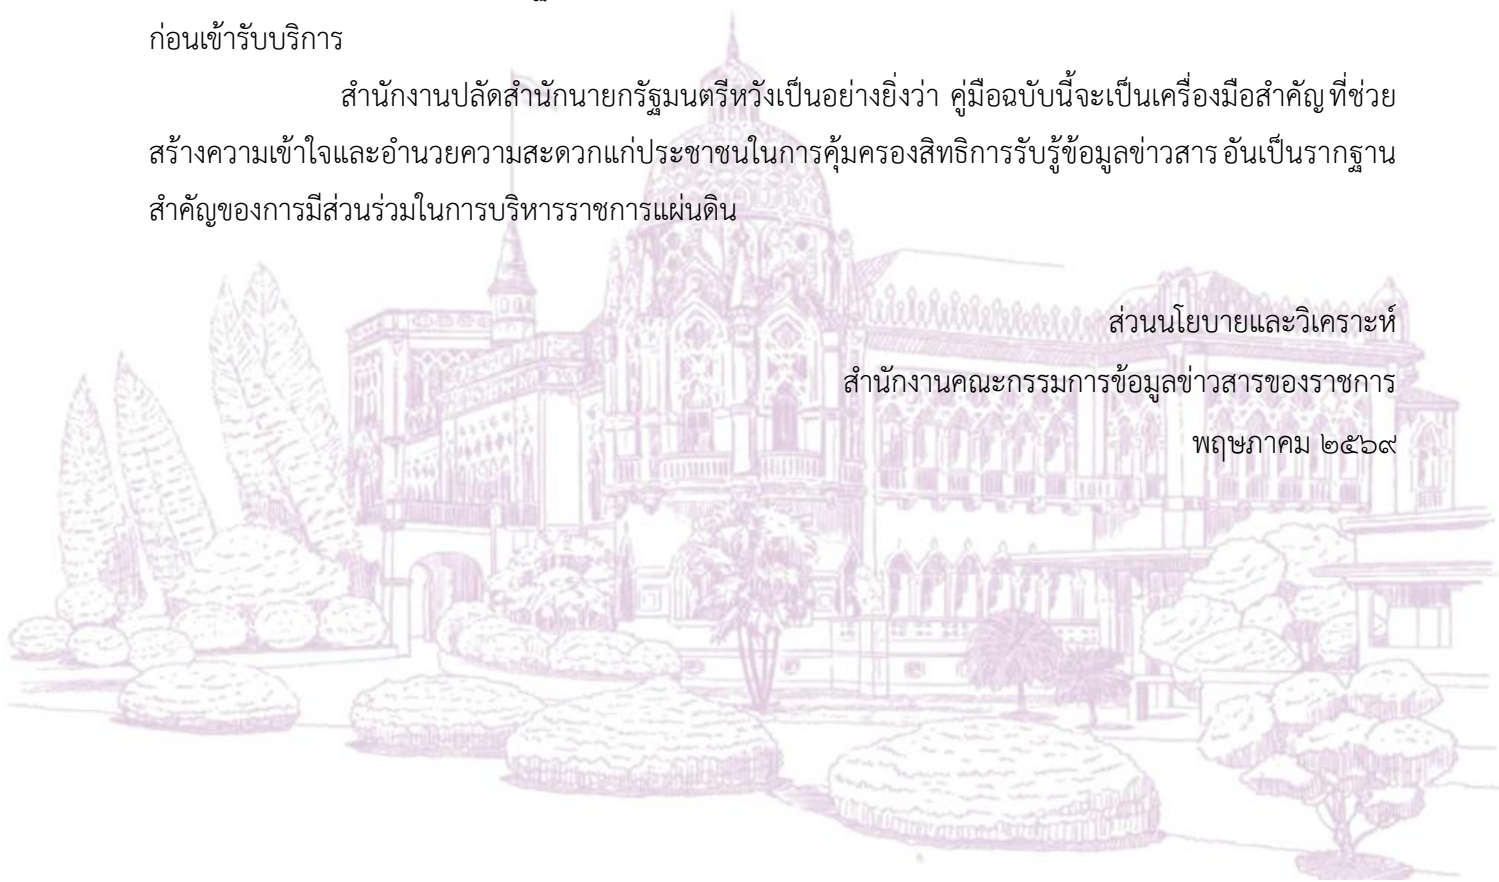 ก่อนเข้ารับบริการ
สำนักงานปลัดสำนักนายกรัฐมนตรีหวังเป็นอย่างยิ่งว่า คู่มือฉบับนี้จะเป็นเครื่องมือสำคัญที่ช่วย
สร้างความเข้าใจและอำนวยความสะดวกแก่ประชาชนในการคุ้มครองสิทธิการรับรู้ข้อมูลข่าวสาร อันเป็นรากฐาน
สำคัญของการมีส่วนร่วมในการบริหารราชการแผ่นดิน
ส่วนนโยบายและวิเคราะห์
สำนักงานคณะกรรมการข้อมูลข่าวสารของราชการ
พฤษภาคม ๒๕๖๙